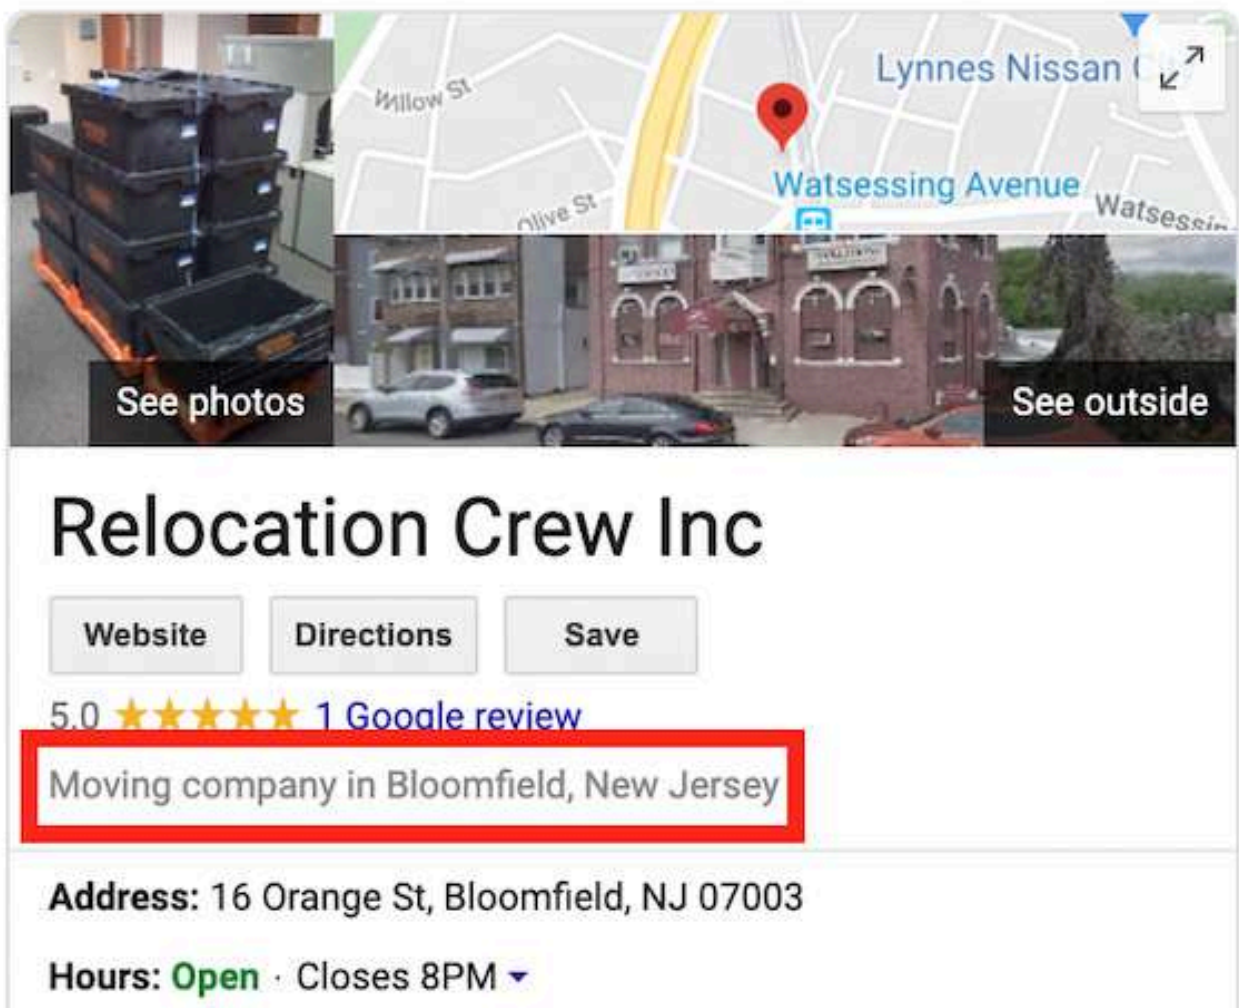 Willow St
Lynnes Nissan
Watsessing Avenue
Olive St
See photos
See outside
Relocation Crew Inc
Website Directions Save
5.0 1 Google review
Moving company in Bloomfield, New Jersey
Address: 16 Orange St, Bloomfield, NJ 07003
Hours: Open · Closes 8PM